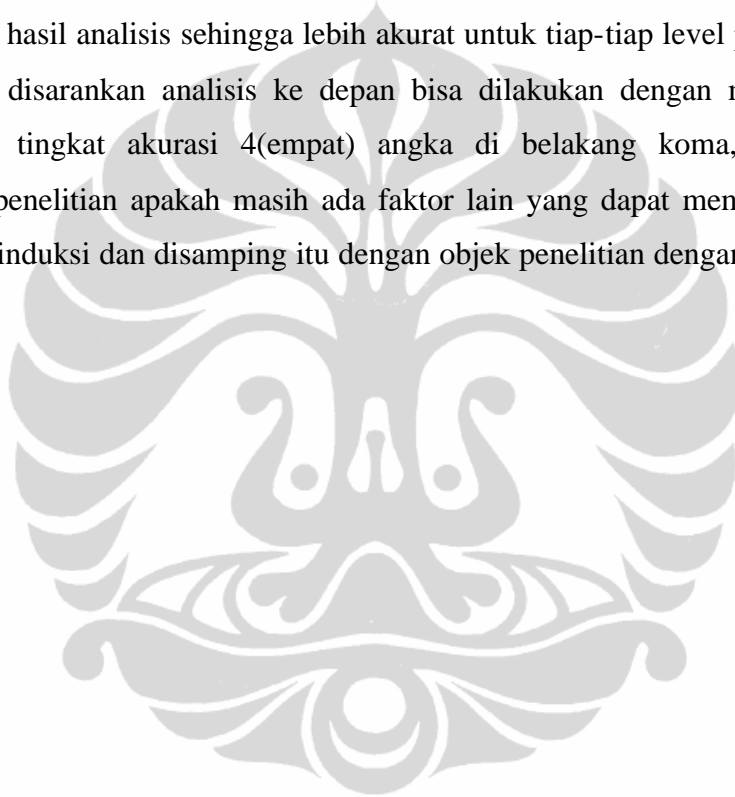 hasil analisis sehingga lebih akurat untuk tiap-tiap level
disarankan analisis ke depan bisa dilakukan dengan
tingkat akurasi 4(empat) angka di belakang koma,
penelitian apakah masih ada faktor lain yang dapat
induksi dan disamping itu dengan objek penelitian dengan